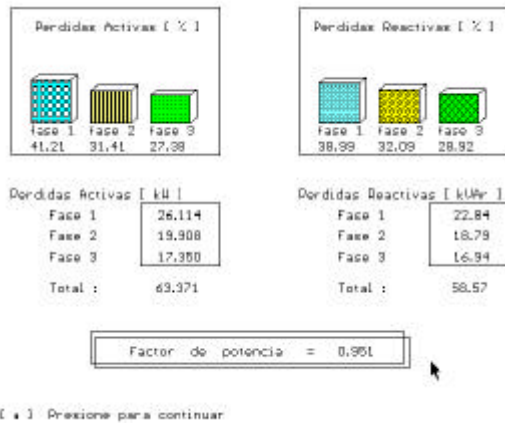 Perdidas Activas [ % ]
fase 1 fase 2 fase 3
41.21 31.41 27.38
Perdidas Reactivas [ % ]
fase 1 fase 2 fase 3
38.99 32.09 28.92
Perdidas Activas [ kW ]
Fase 1 26.114
Fase 2 19.908
Fase 3 17.350
Total : 63.371
Perdidas Reactivas [ kVAr ]
Fase 1 22.84
Fase 2 18.79
Fase 3 16.94
Total : 58.57
Factor de potencia = 0.951
Presione para continuar